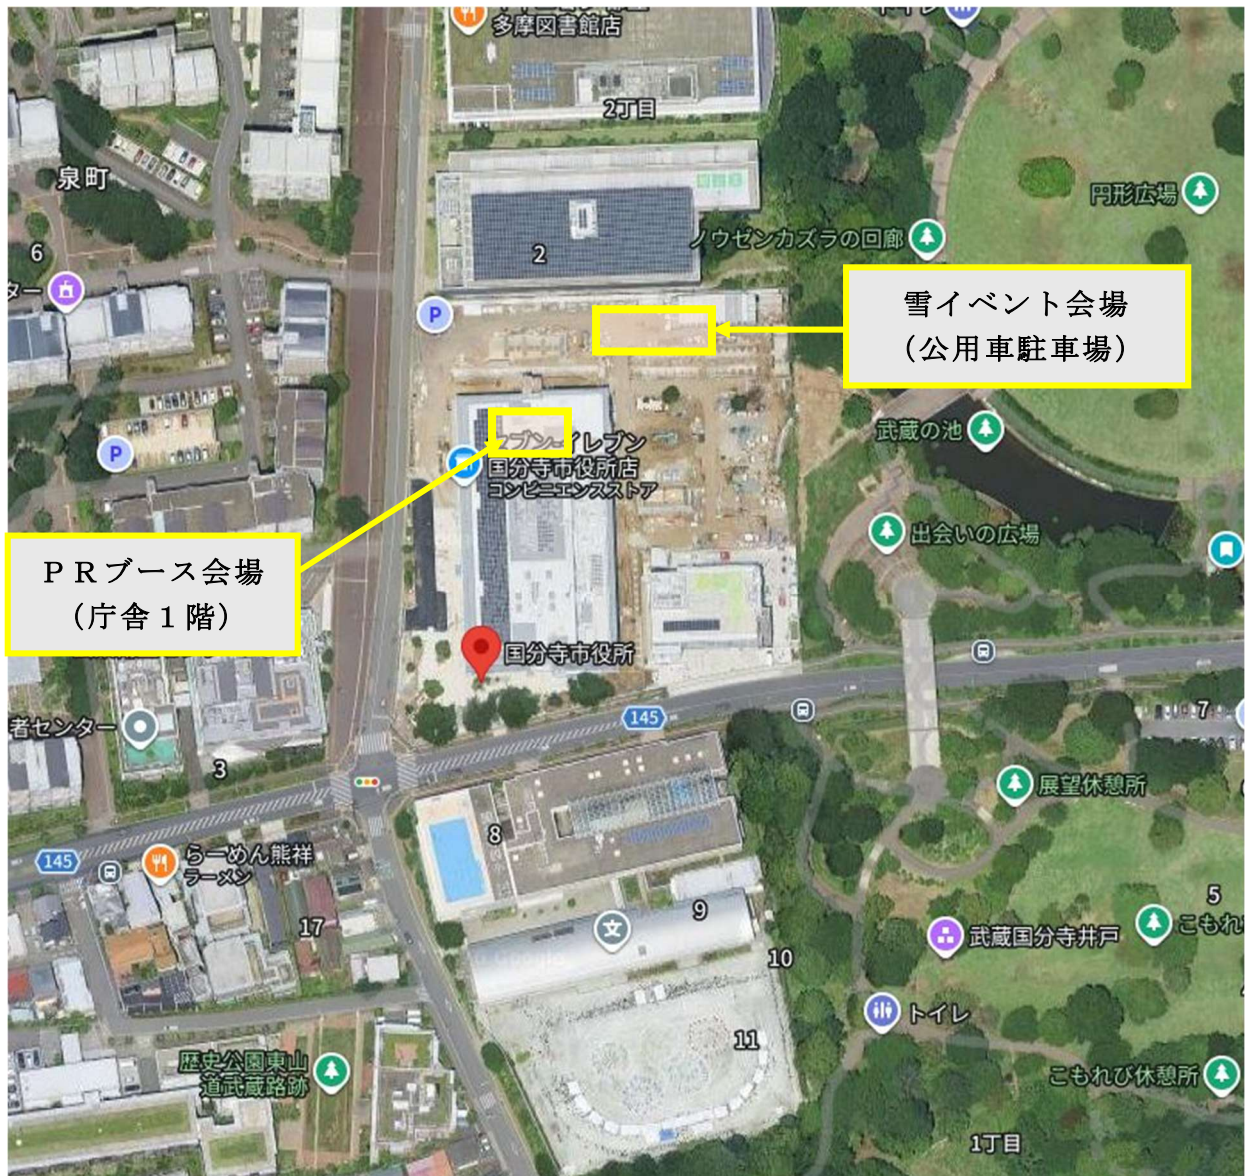 多摩図書館店
2丁目
泉町
円形広場
6
2
ノウゼンカズラの回廊
ター
雪イベント会場
(公用車駐車場)
P
武蔵の池
P
セブン-イレブン
国分寺市役所店
コンビニエンスストア
出会いの広場
PRブース会場
(庁舎1階)
国分寺市役所
145
7
者センター
3
展望休憩所
8
145
らーめん熊祥
ラーメン
5
9
文
17
武蔵国分寺井戸
こもれ
10
トイレ
11
歴史公園東山
道武蔵路跡
こもれび休憩所
1丁目